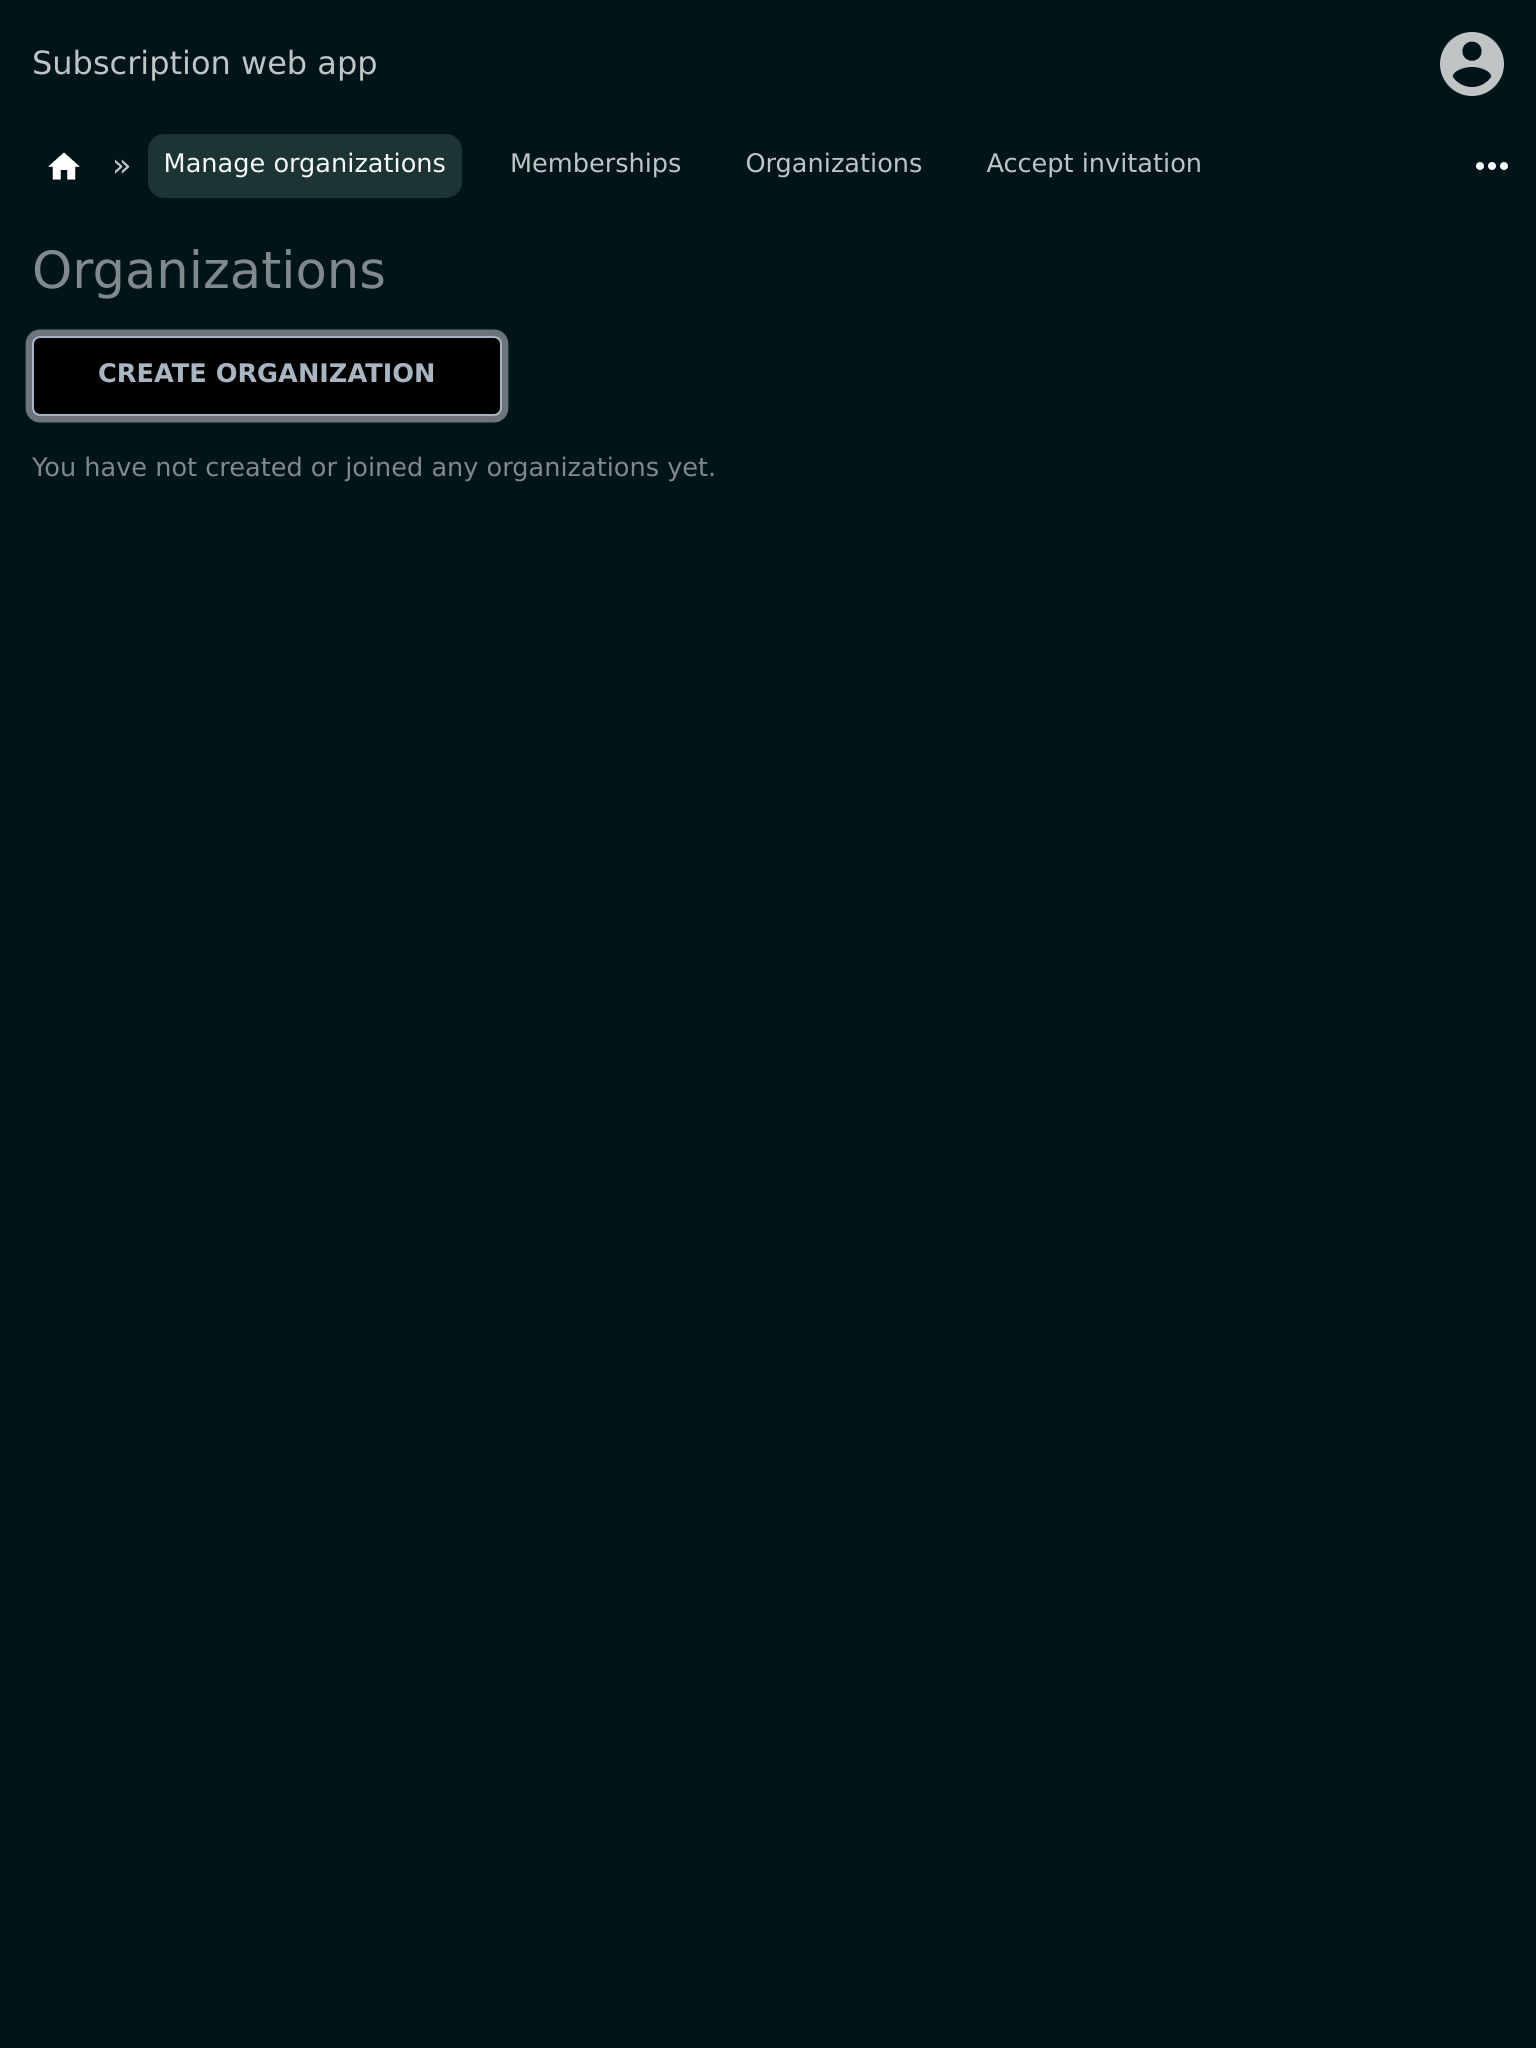 Subscription web app
» Manage organizations Memberships Organizations Accept invitation
Organizations
CREATE ORGANIZATION
You have not created or joined any organizations yet.